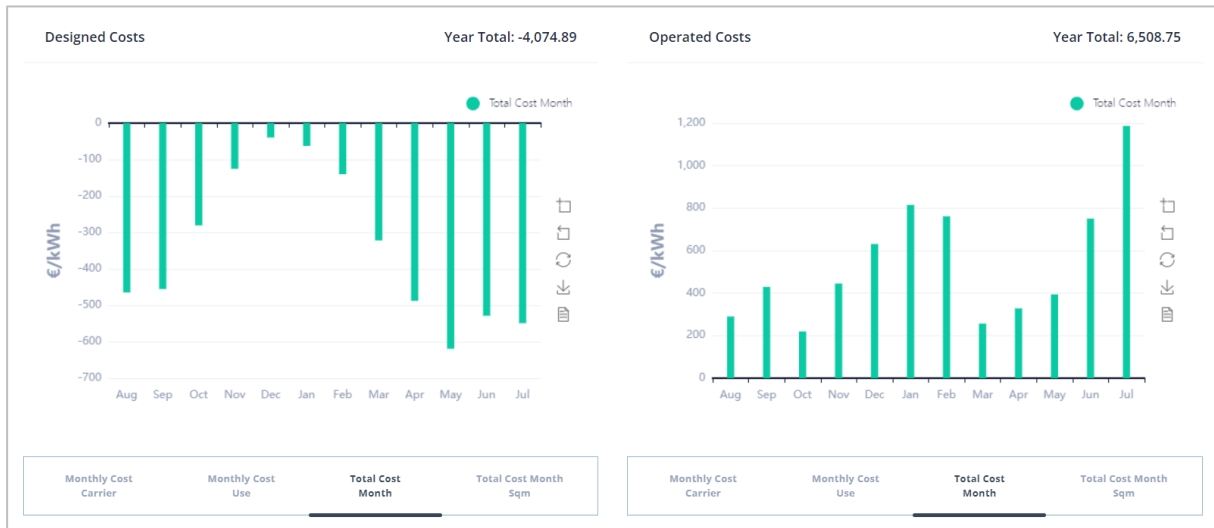 Designed Costs
Year Total: -4,074.89
Total Cost Month
€/kWh
0
-100
-200
-300
-400
-500
-600
-700
Aug Sep Oct Nov Dec Jan Feb Mar Apr May Jun Jul
Monthly Cost
Carrier
Monthly Cost
Use
Total Cost
Month
Total Cost Month
Sqm
Operated Costs
Year Total: 6,508.75
Total Cost Month
€/kWh
1,200
1,000
800
600
400
200
0
Aug Sep Oct Nov Dec Jan Feb Mar Apr May Jun Jul
Monthly Cost
Carrier
Monthly Cost
Use
Total Cost
Month
Total Cost Month
Sqm